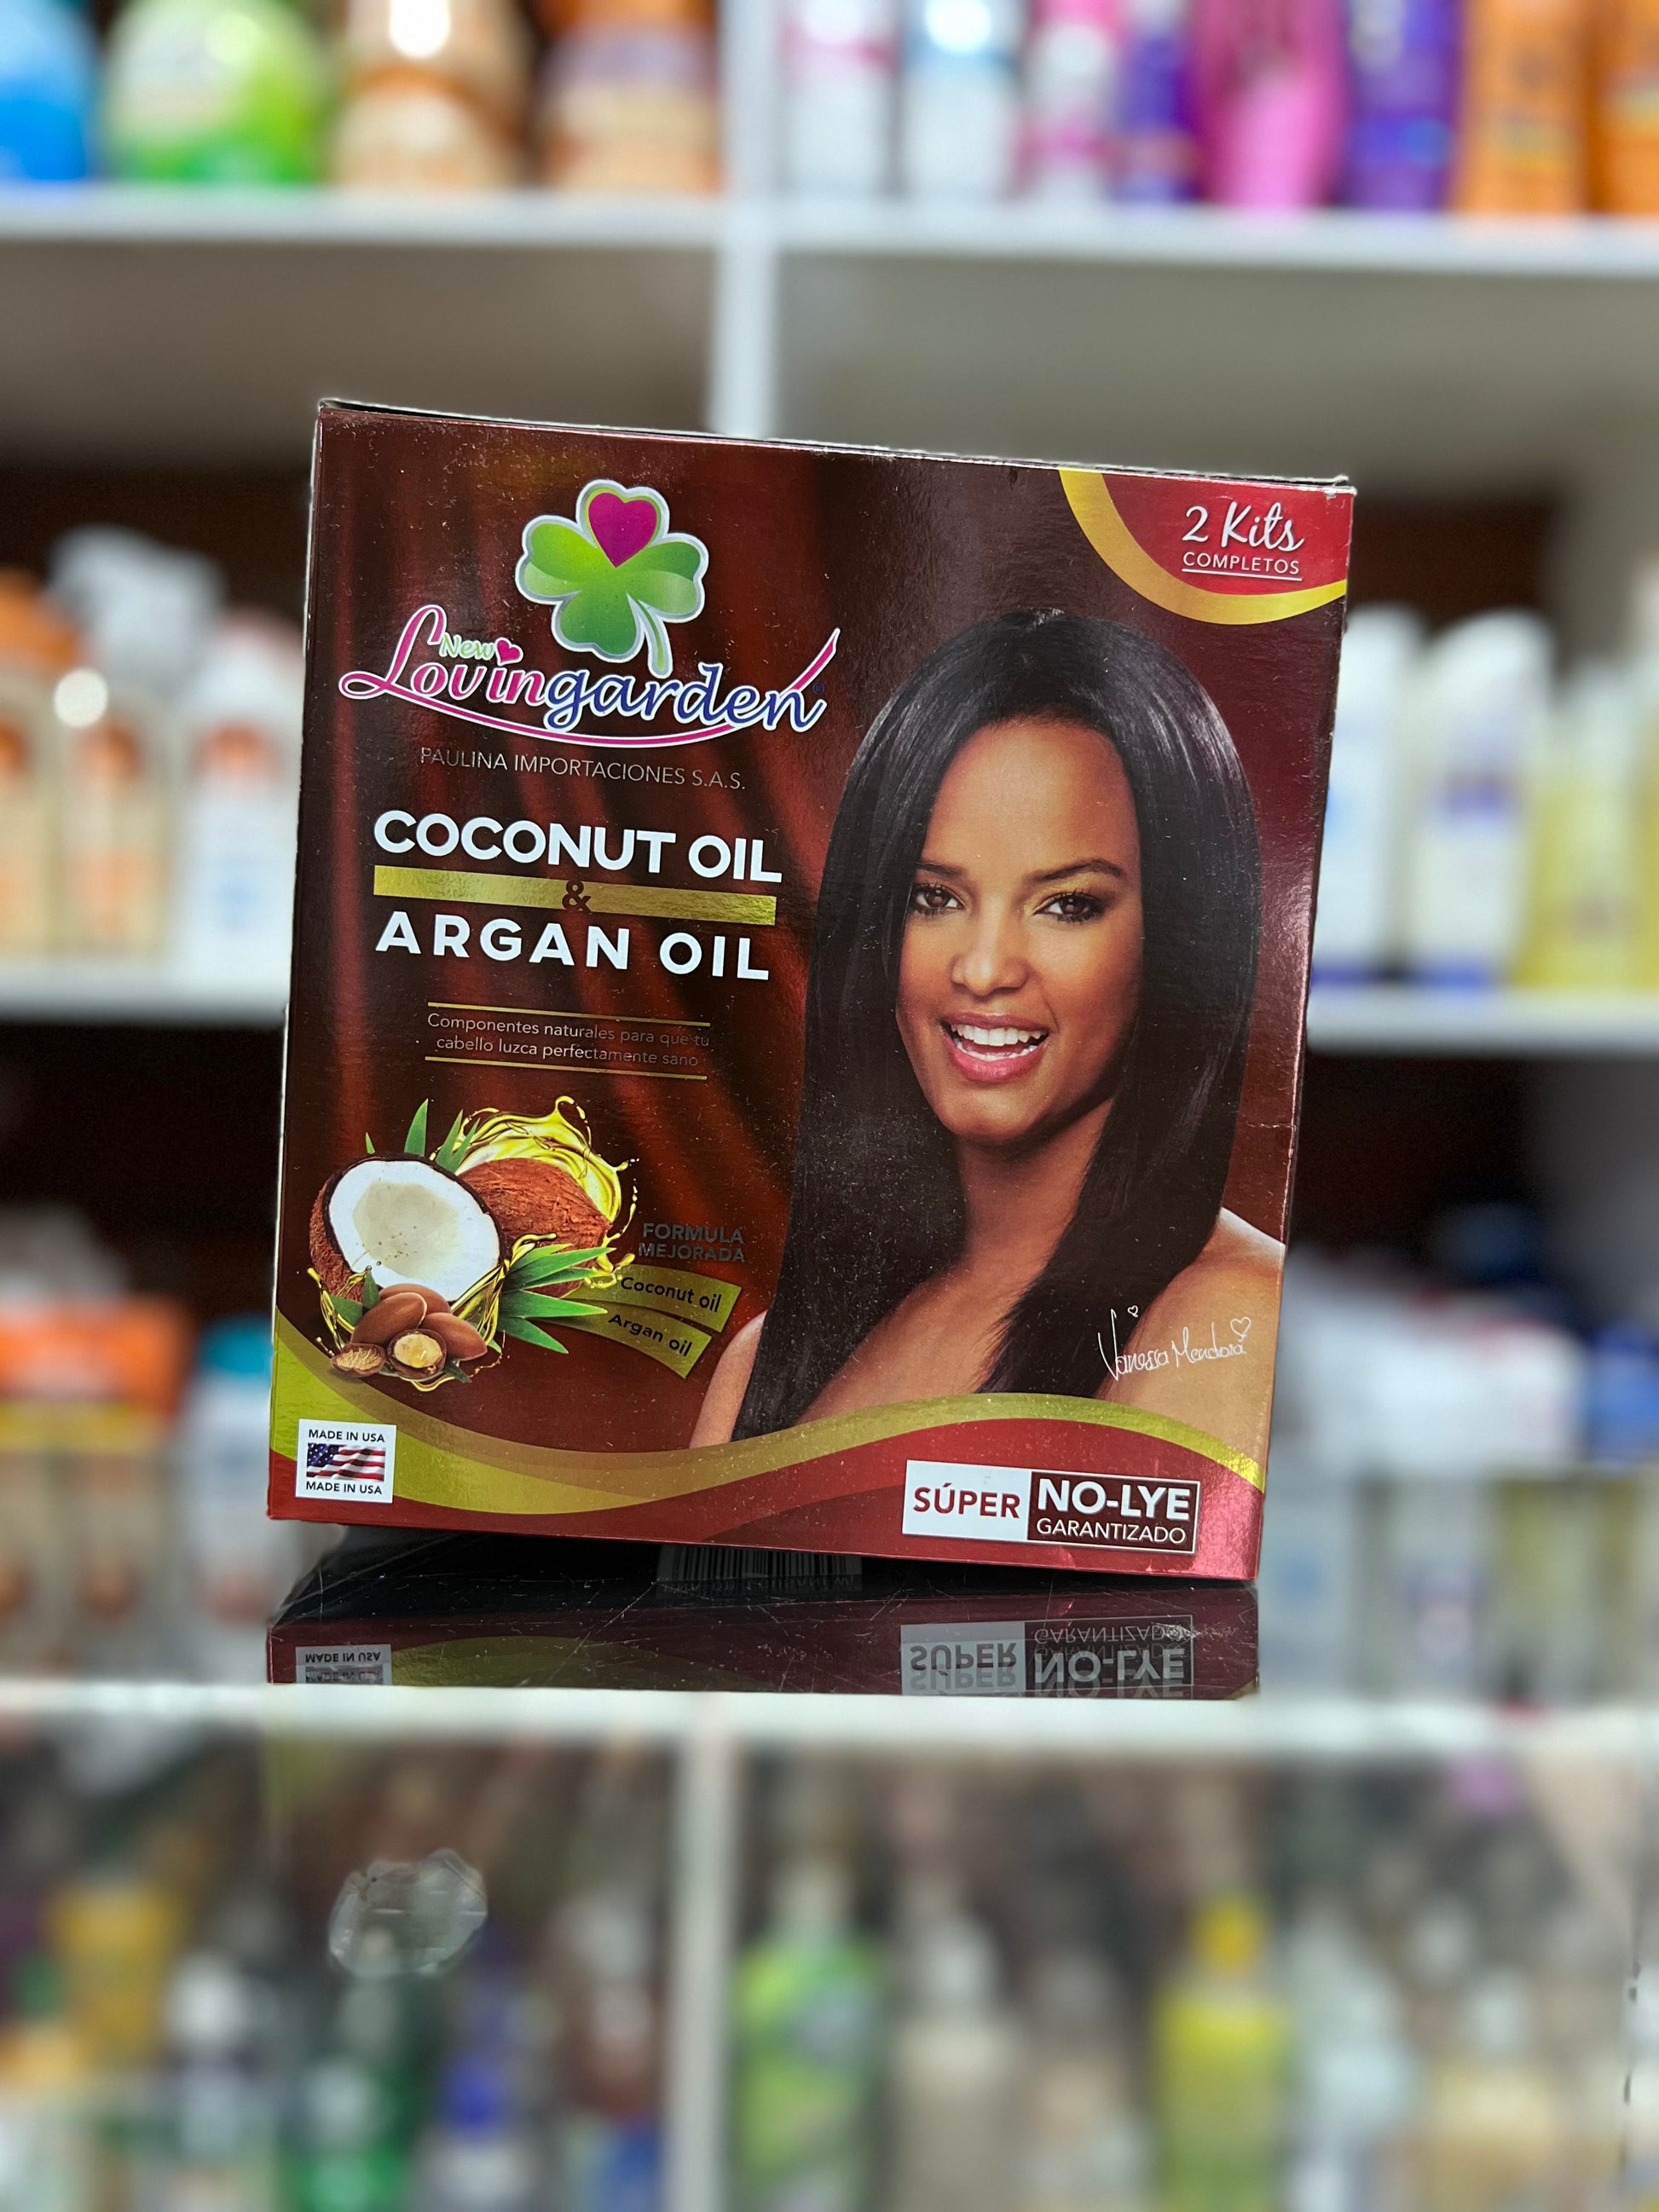 2 Kits
COMPLETOS
New
Lovingarden®
PAULINA IMPORTACIONES S.A.S.
COCONUT OIL
&
ARGAN OIL
Componentes naturales para que tu
cabello luzca perfectamente sano
FORMULA
MEJORADA
Coconut oil
Argan oil
Vanessa Mendoza
MADE IN USA
MADE IN USA
SÚPER
NO-LYE
GARANTIZADO